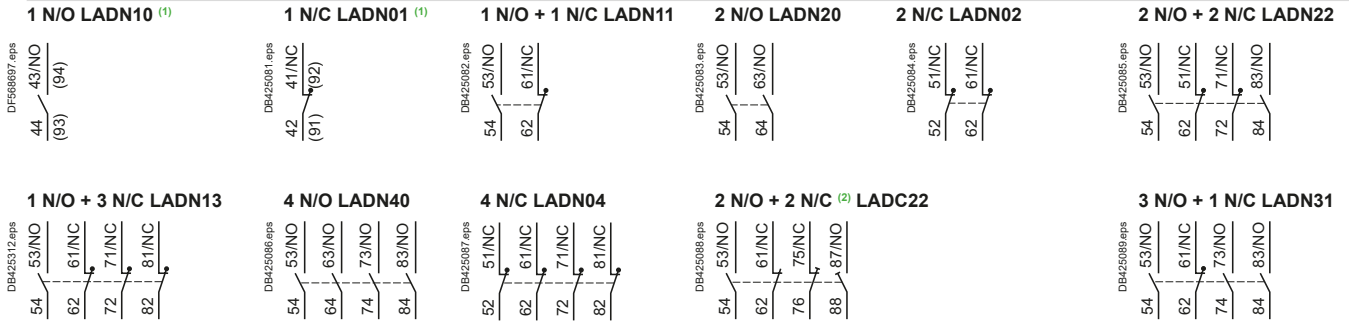 1 N/O LADN10 (1)
DF568697.eps
43/NO
(94)
44
(93)
1 N/C LADN01 (1)
DB425081.eps
41/NC
(92)
42
(91)
1 N/O + 1 N/C LADN11
DB425082.eps
53/NO
61/NC
54
62
2 N/O LADN20
DB425083.eps
53/NO
63/NO
54
64
2 N/C LADN02
DB425084.eps
51/NC
61/NC
52
62
2 N/O + 2 N/C LADN22
DB425085.eps
53/NO
51/NC
71/NC
83/NO
54
62
72
84
1 N/O + 3 N/C LADN13
DB425312.eps
53/NO
61/NC
71/NC
81/NC
54
62
72
82
4 N/O LADN40
DB425086.eps
53/NO
63/NO
73/NO
83/NO
54
64
74
84
4 N/C LADN04
DB425087.eps
51/NC
61/NC
71/NC
81/NC
52
62
72
82
2 N/O + 2 N/C (2) LADC22
DB425088.eps
53/NO
61/NC
75/NC
87/NO
54
62
76
88
3 N/O + 1 N/C LADN31
DB425089.eps
53/NO
61/NC
73/NO
83/NO
54
62
74
84